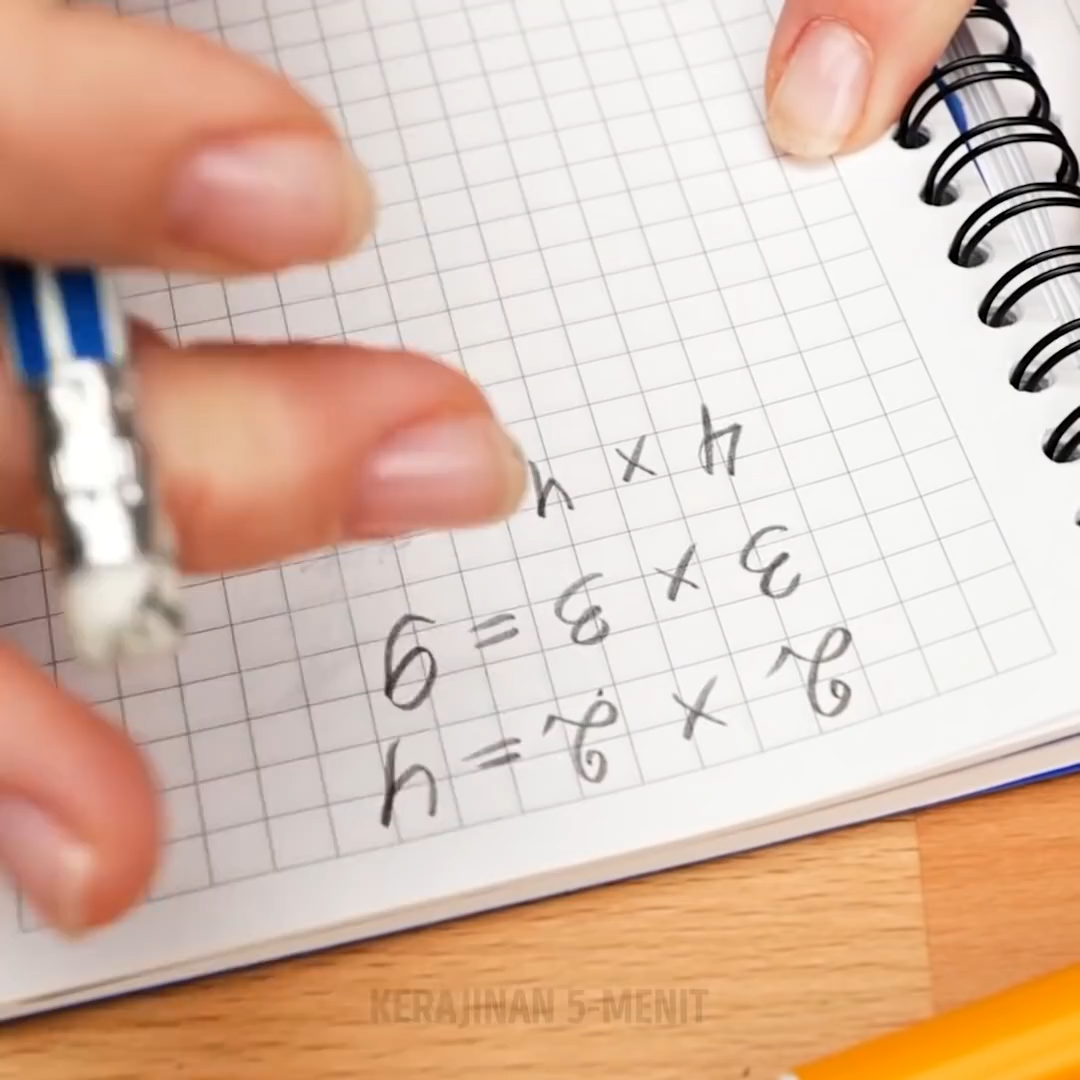 2 x 2 = 4
3 x 3 = 9
4 x 4
KERAJINAN 5-MENIT